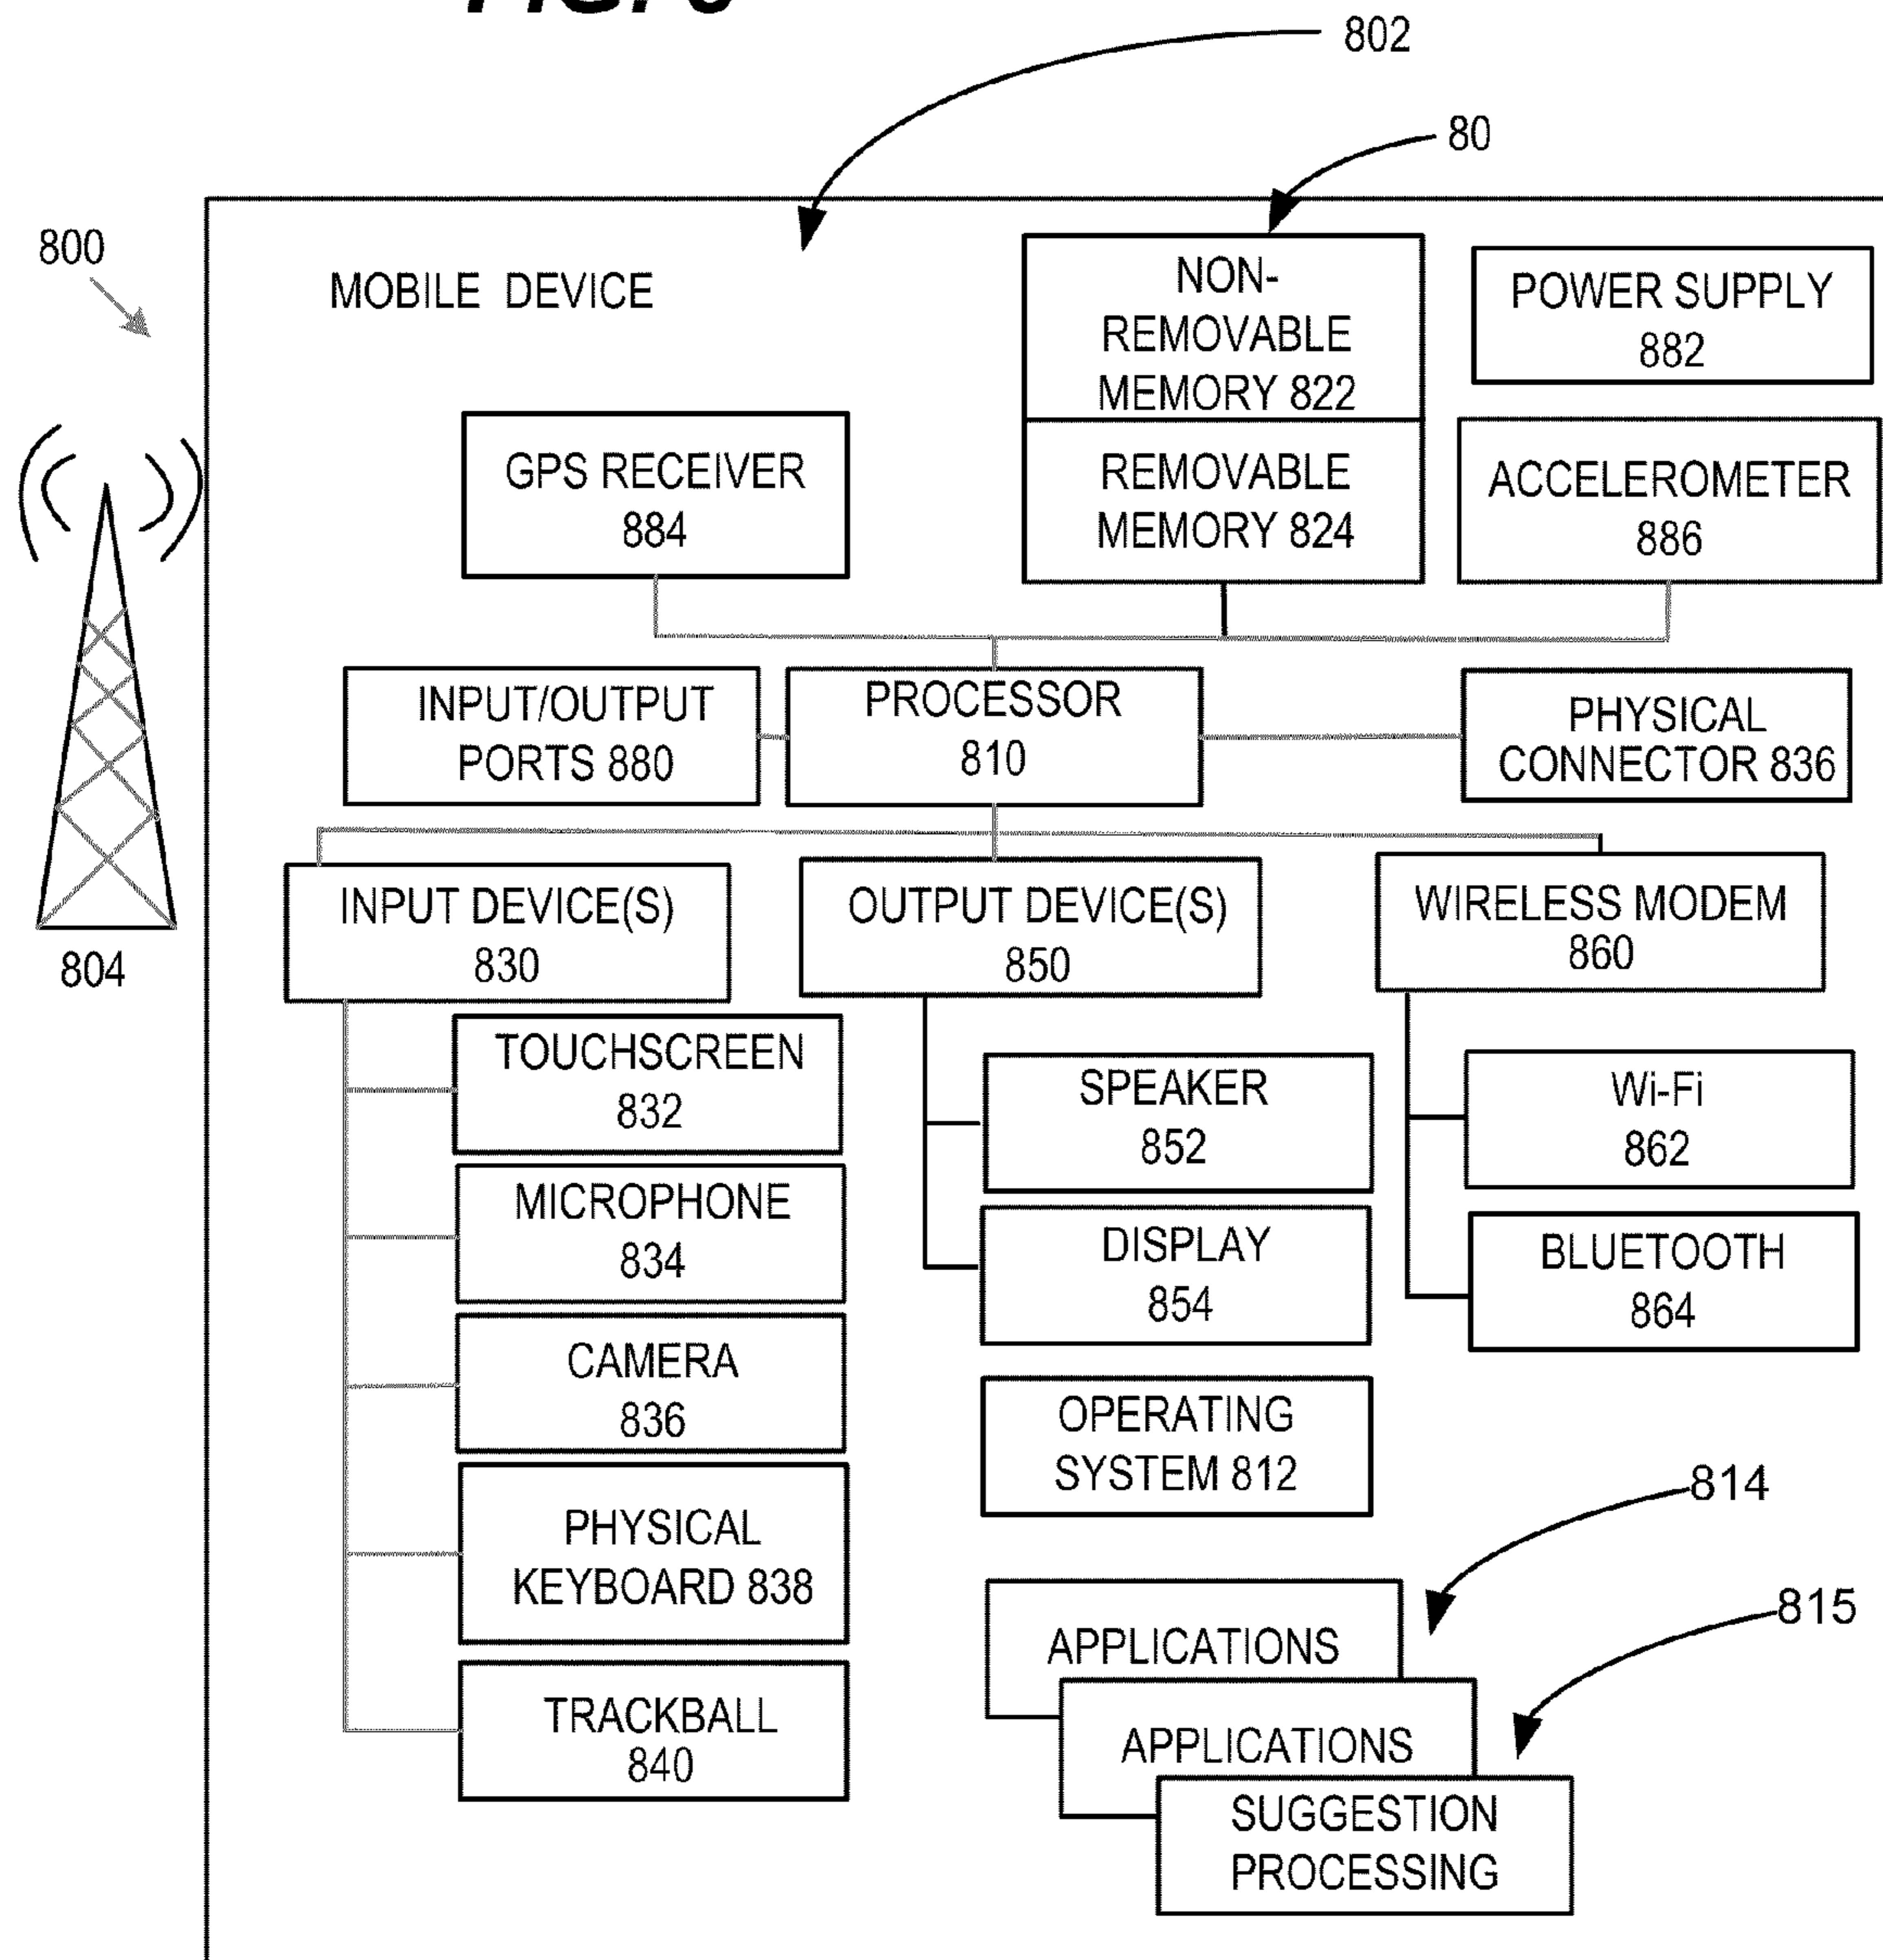 802
80
800
MOBILE DEVICE
NON-
REMOVABLE
MEMORY 822
POWER SUPPLY
882
GPS RECEIVER
884
REMOVABLE
MEMORY 824
ACCELEROMETER
886
INPUT/OUTPUT
PORTS 880
PROCESSOR
810
PHYSICAL
CONNECTOR 836
804
INPUT DEVICE(S)
830
OUTPUT DEVICE(S)
850
WIRELESS MODEM
860
TOUCHSCREEN
832
MICROPHONE
834
CAMERA
836
PHYSICAL
KEYBOARD 838
TRACKBALL
840
SPEAKER
852
DISPLAY
854
Wi-Fi
862
BLUETOOTH
864
OPERATING
SYSTEM 812
814
815
APPLICATIONS
APPLICATIONS
SUGGESTION
PROCESSING